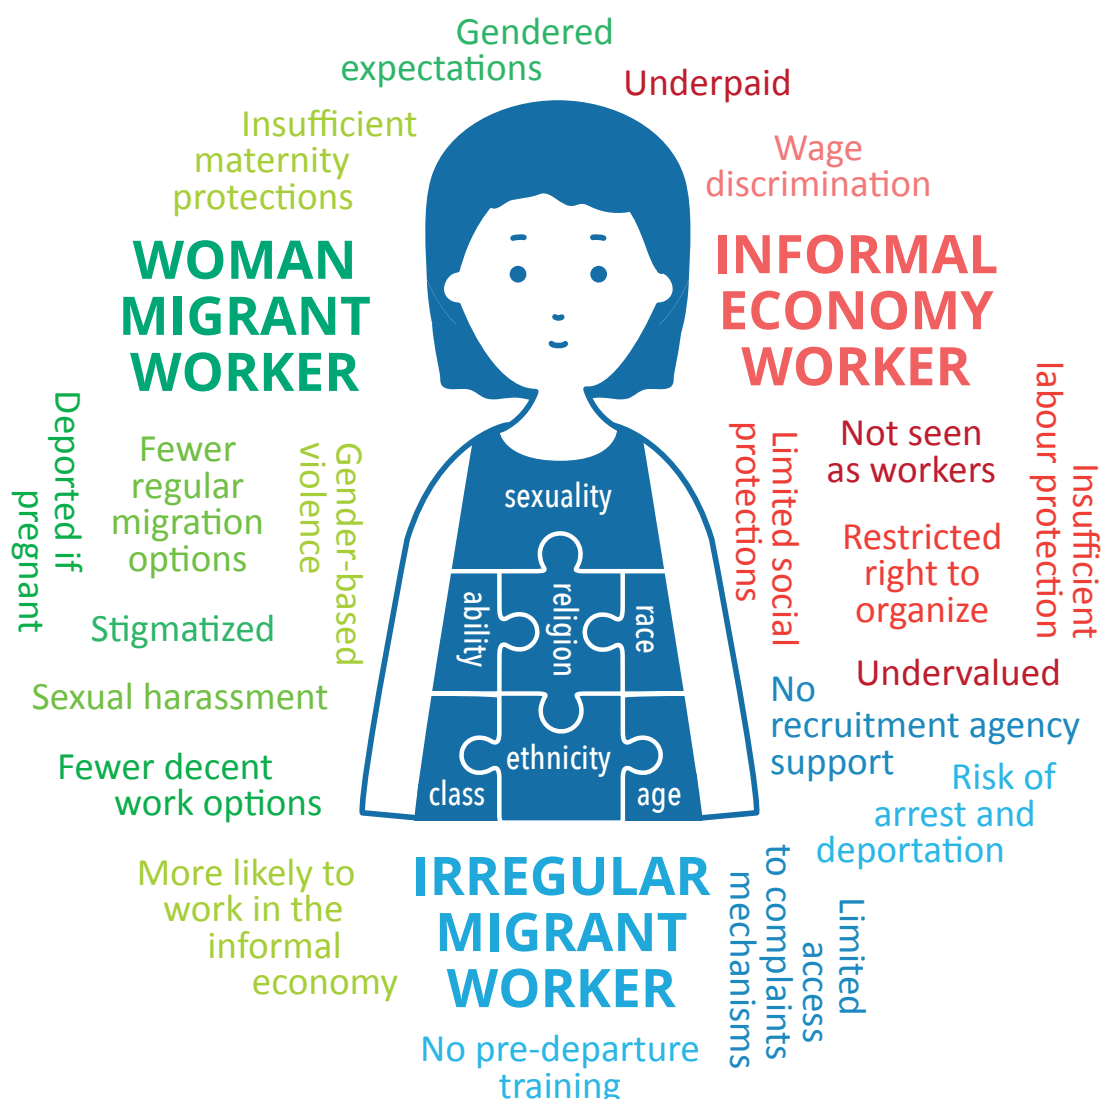 Gendered
expectations
Underpaid
Insufficient
maternity
protections
Wage
discrimination
WOMAN
MIGRANT
WORKER
INFORMAL
ECONOMY
WORKER
Deported if
pregnant
Fewer
regular
migration
options
Gender-based
violence
Stigmatized
Sexual harassment
Fewer decent
work options
More likely to
work in the
informal
economy
sexuality
ability
religion
race
class
ethnicity
age
Limited social
protections
Not seen
as workers
Insufficient
labour protection
Restricted
right to
organize
Undervalued
No
recruitment agency
support
Risk of
arrest and
deportation
IRREGULAR
MIGRANT
WORKER
Limited
access
to complaints
mechanisms
No pre-departure
training